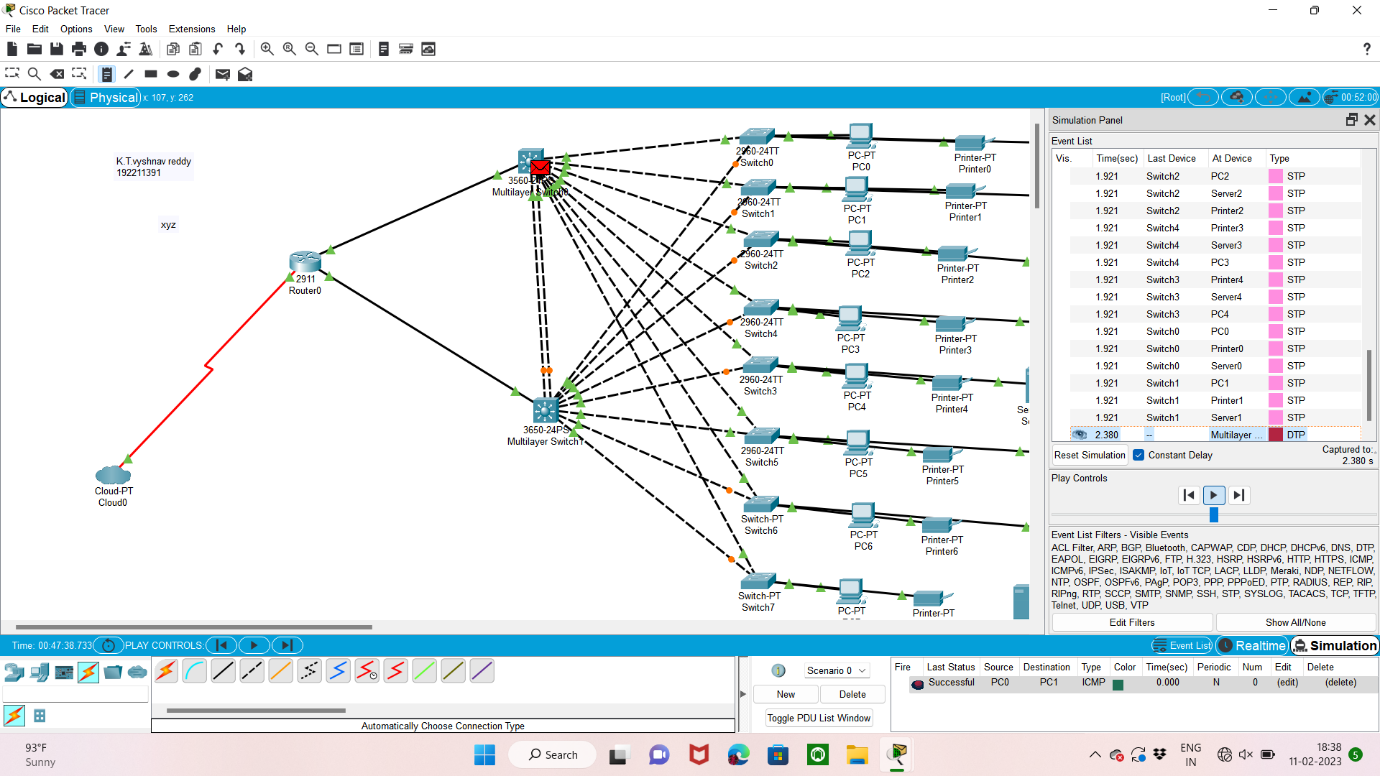 Cisco Packet Tracer
File Edit Options View Tools Extensions Help
?
Logical Physical x: 107, y: 262 [Root] 00:52:00
K.T.vyshnav reddy
192211391
xyz
2911
Router0
Cloud-PT
Cloud0
Multilayer Switch0
3650-24PS
Multilayer Switch1
2960-24TT
Switch0
PC-PT
PC0
Printer-PT
Printer0
2960-24TT
Switch1
PC-PT
PC1
Printer-PT
Printer1
2960-24TT
Switch2
PC-PT
PC2
Printer-PT
Printer2
2960-24TT
Switch4
PC-PT
PC3
Printer-PT
Printer3
2960-24TT
Switch3
PC-PT
PC4
Printer-PT
Printer4
2960-24TT
Switch5
PC-PT
PC5
Printer-PT
Printer5
Switch-PT
Switch6
PC-PT
PC6
Printer-PT
Printer6
Switch-PT
Switch7
PC-PT
Printer-PT
Simulation Panel
Event List
Vis. Time(sec) Last Device At Device Type
1.921 Switch2 PC2 STP
1.921 Switch2 Server2 STP
1.921 Switch2 Printer2 STP
1.921 Switch4 Printer3 STP
1.921 Switch4 Server3 STP
1.921 Switch4 PC3 STP
1.921 Switch3 Printer4 STP
1.921 Switch3 Server4 STP
1.921 Switch3 PC4 STP
1.921 Switch0 PC0 STP
1.921 Switch0 Printer0 STP
1.921 Switch0 Server0 STP
1.921 Switch1 PC1 STP
1.921 Switch1 Printer1 STP
1.921 Switch1 Server1 STP
2.380 -- Multilayer ... DTP
Reset Simulation Constant Delay Captured to:
2.380 s
Play Controls
Event List Filters - Visible Events
ACL Filter, ARP, BGP, Bluetooth, CAPWAP, CDP, DHCP, DHCPv6, DNS, DTP,
EAPOL, EIGRP, EIGRPv6, FTP, H.323, HSRP, HSRPv6, HTTP, HTTPS, ICMP,
ICMPv6, IPSec, ISAKMP, IoT, IoT TCP, LACP, LLDP, Meraki, NDP, NETFLOW,
NTP, OSPF, OSPFv6, PAgP, POP3, PPP, PPPoED, PTP, RADIUS, REP, RIP,
RIPng, RTP, SCCP, SMTP, SNMP, SSH, STP, SYSLOG, TACACS, TCP, TFTP,
Telnet, UDP, USB, VTP
Edit Filters Show All/None
Time: 00:47:38.733 PLAY CONTROLS: Event List Realtime Simulation
Automatically Choose Connection Type
Scenario 0
New Delete
Toggle PDU List Window
Fire Last Status Source Destination Type Color Time(sec) Periodic Num Edit Delete
Successful PC0 PC1 ICMP 0.000 N 0 (edit) (delete)
93°F
Sunny
Search
ENG
IN
18:38
11-02-2023
5